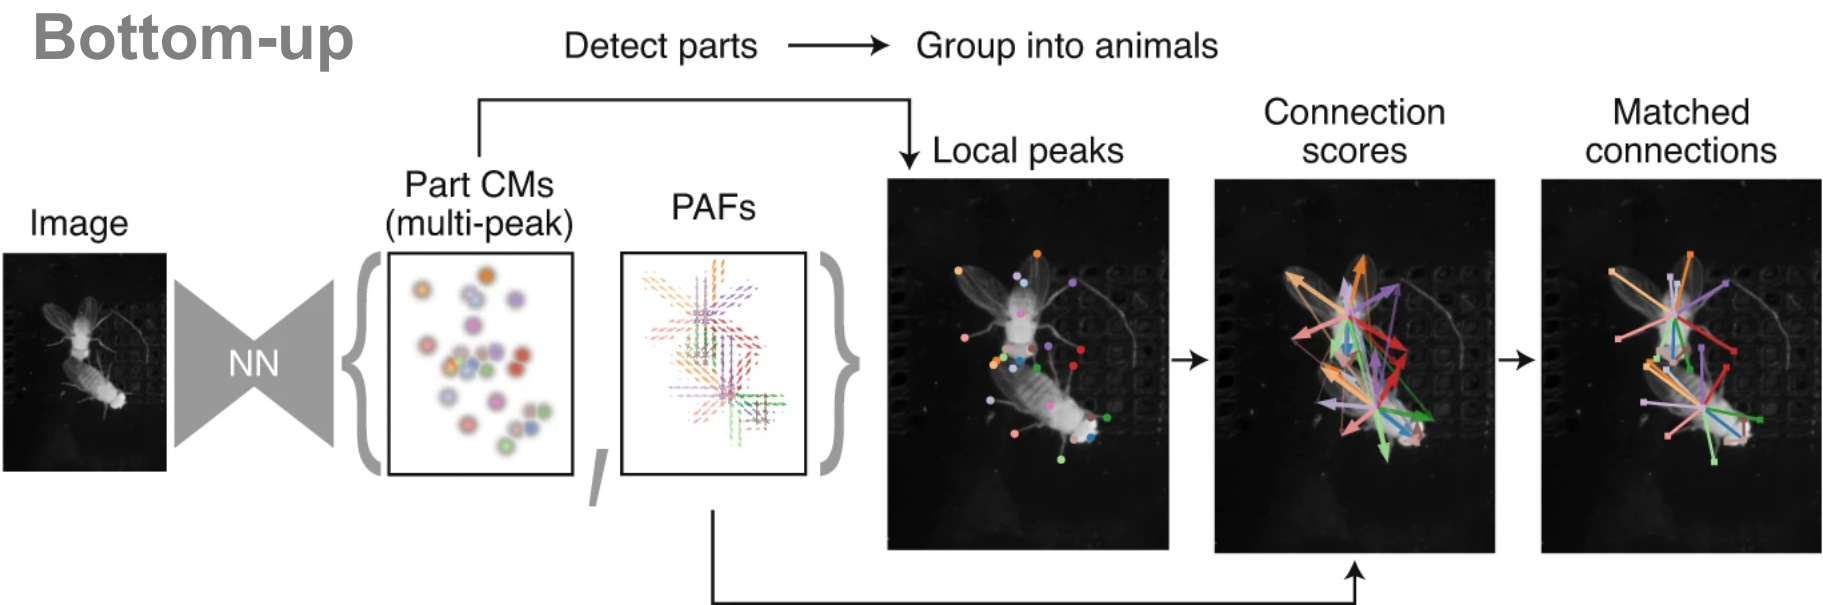 Bottom-up
Detect parts
Group into animals
Image
NN
Part CMs
(multi-peak)
,
PAFs
Local peaks
Connection
scores
Matched
connections